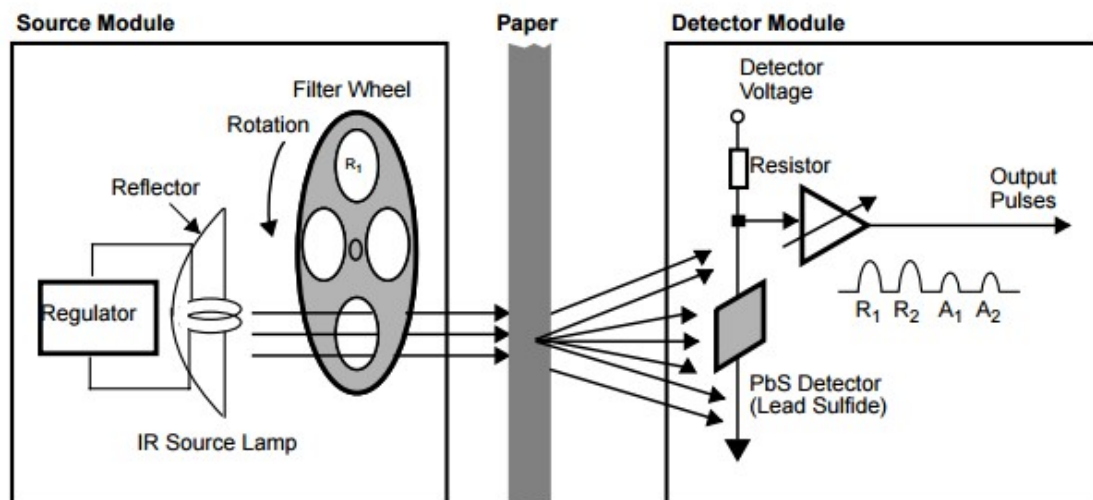 Source Module
Paper
Detector Module
Filter Wheel
Rotation
R₁
Reflector
Regulator
IR Source Lamp
Detector
Voltage
Resistor
Output
Pulses
R₁ R₂ A₁ A₂
PbS Detector
(Lead Sulfide)